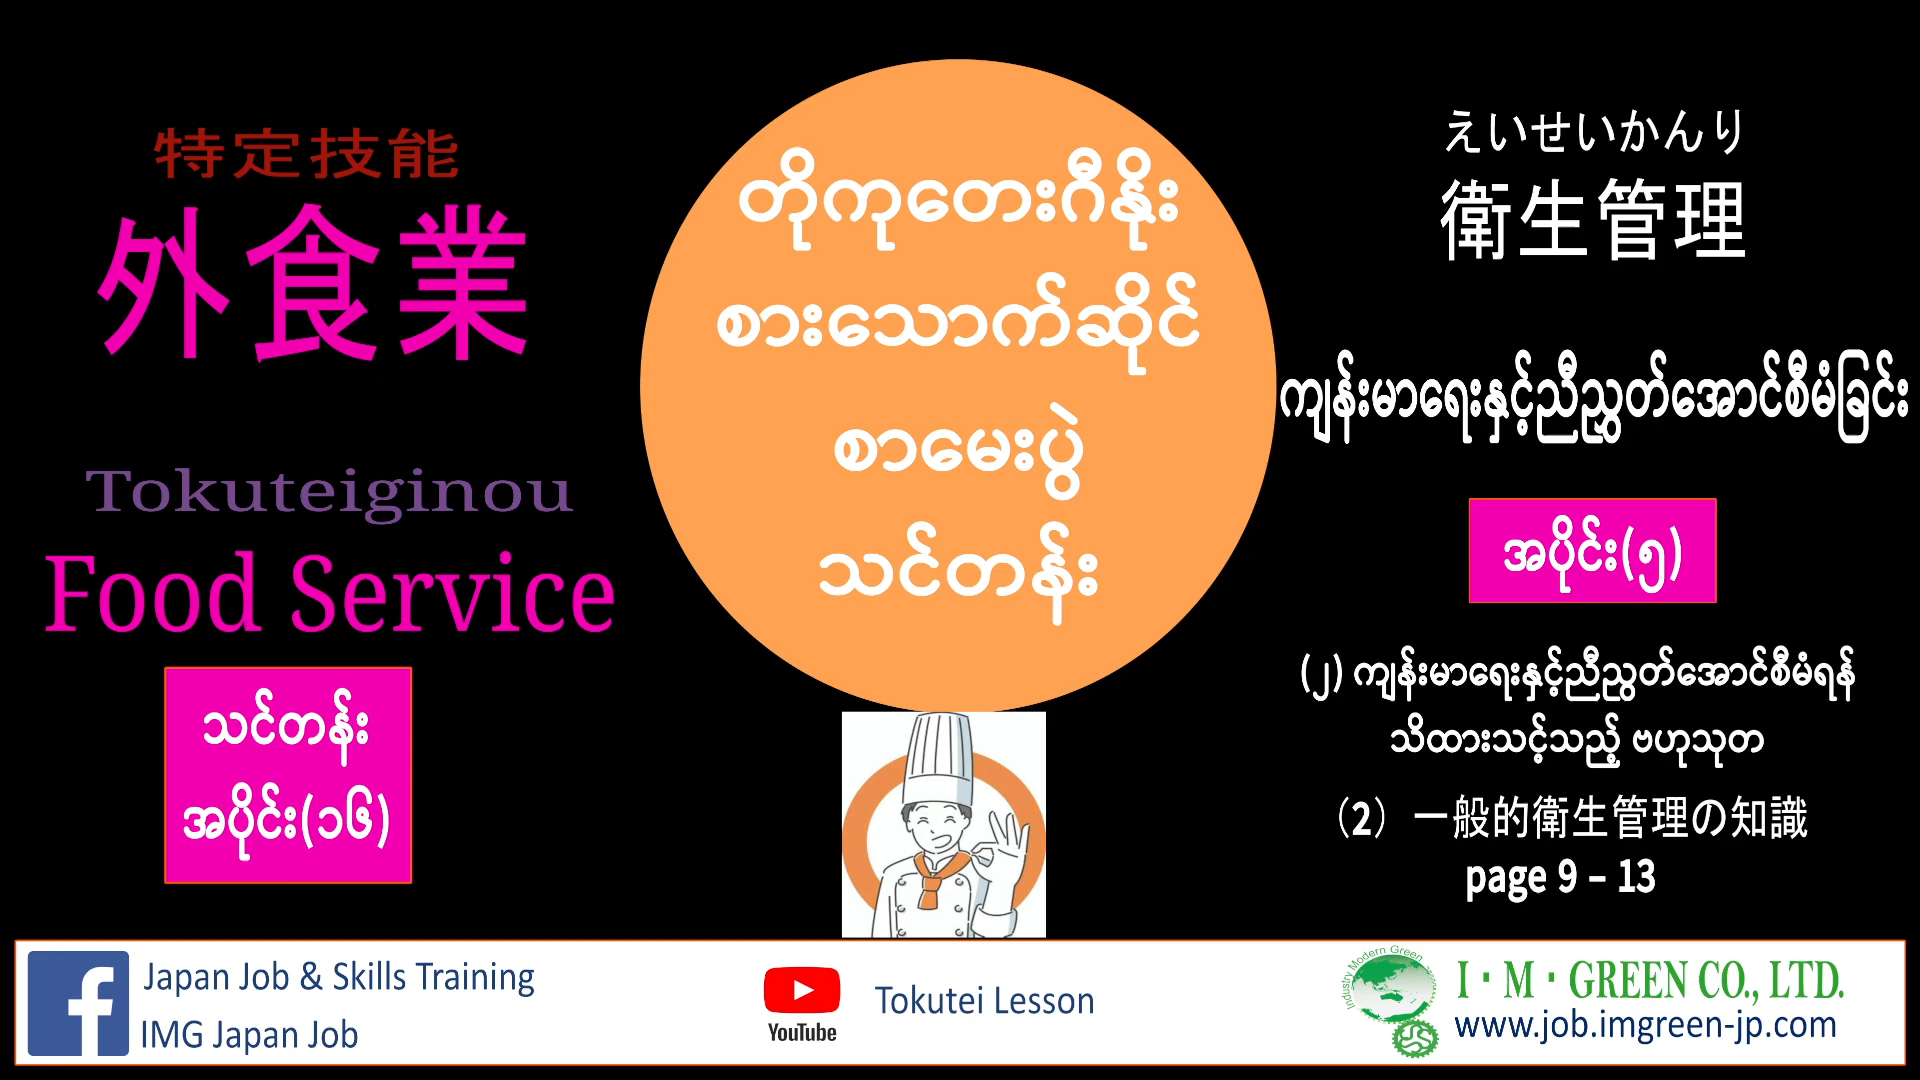 特定技能
外食業
Tokuteiginou
Food Service
သင်တန်း
အပိုင်း(၁၆)
တိုကုတေးဂီနိုး
စားသောက်ဆိုင်
စာမေးပွဲ
သင်တန်း
えいせいかんり
衛生管理
ကျန်းမာရေးနှင့်ညီညွှတ်အောင်စီမံခြင်း
အပိုင်း(၅)
(၂) ကျန်းမာရေးနှင့်ညီညွတ်အောင်စီမံရန်
သိထားသင့်သည့် ဗဟုသုတ
（2）一般的衛生管理の知識
page 9 – 13
Japan Job & Skills Training
IMG Japan Job
YouTube
Tokutei Lesson
Industry Modern Green
I・M・GREEN CO., LTD.
www.job.imgreen-jp.com